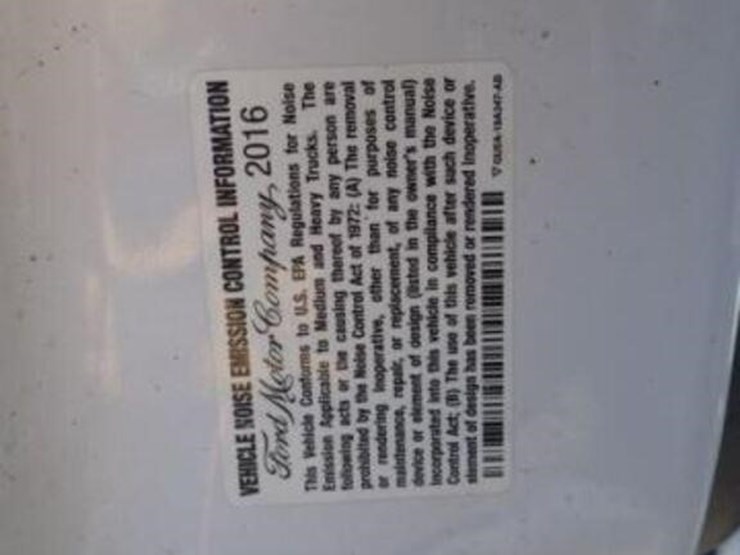 VEHICLE NOISE EMISSION CONTROL INFORMATION
Ford Motor Company, 2016
This Vehicle Conforms to U.S. EPA Regulations for Noise
Emission Applicable to Medium and Heavy Trucks. The
following acts or the causing thereof by any person are
prohibited by the Noise Control Act of 1972: (A) The removal
or rendering inoperative, other than for purposes of
maintenance, repair, or replacement, of any noise control
device or element of design (listed in the owner's manual)
incorporated into this vehicle in compliance with the Noise
Control Act; (B) The use of this vehicle after such device or
element of design has been removed or rendered inoperative.